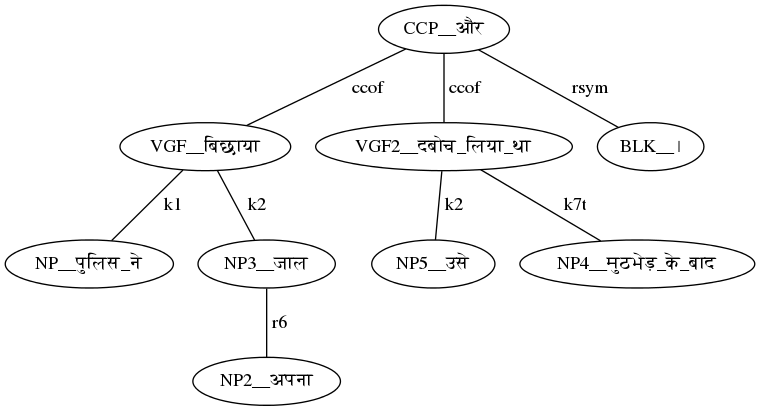 CCP__और
ccof ccof rsym
VGF__बिछाया VGF2__दबोच_लिया_था BLK__।
k1 k2 k2 k7t
NP__पुलिस_ने NP3__जाल NP5__उसे NP4__मुठभेड़_के_बाद
r6
NP2__अपना